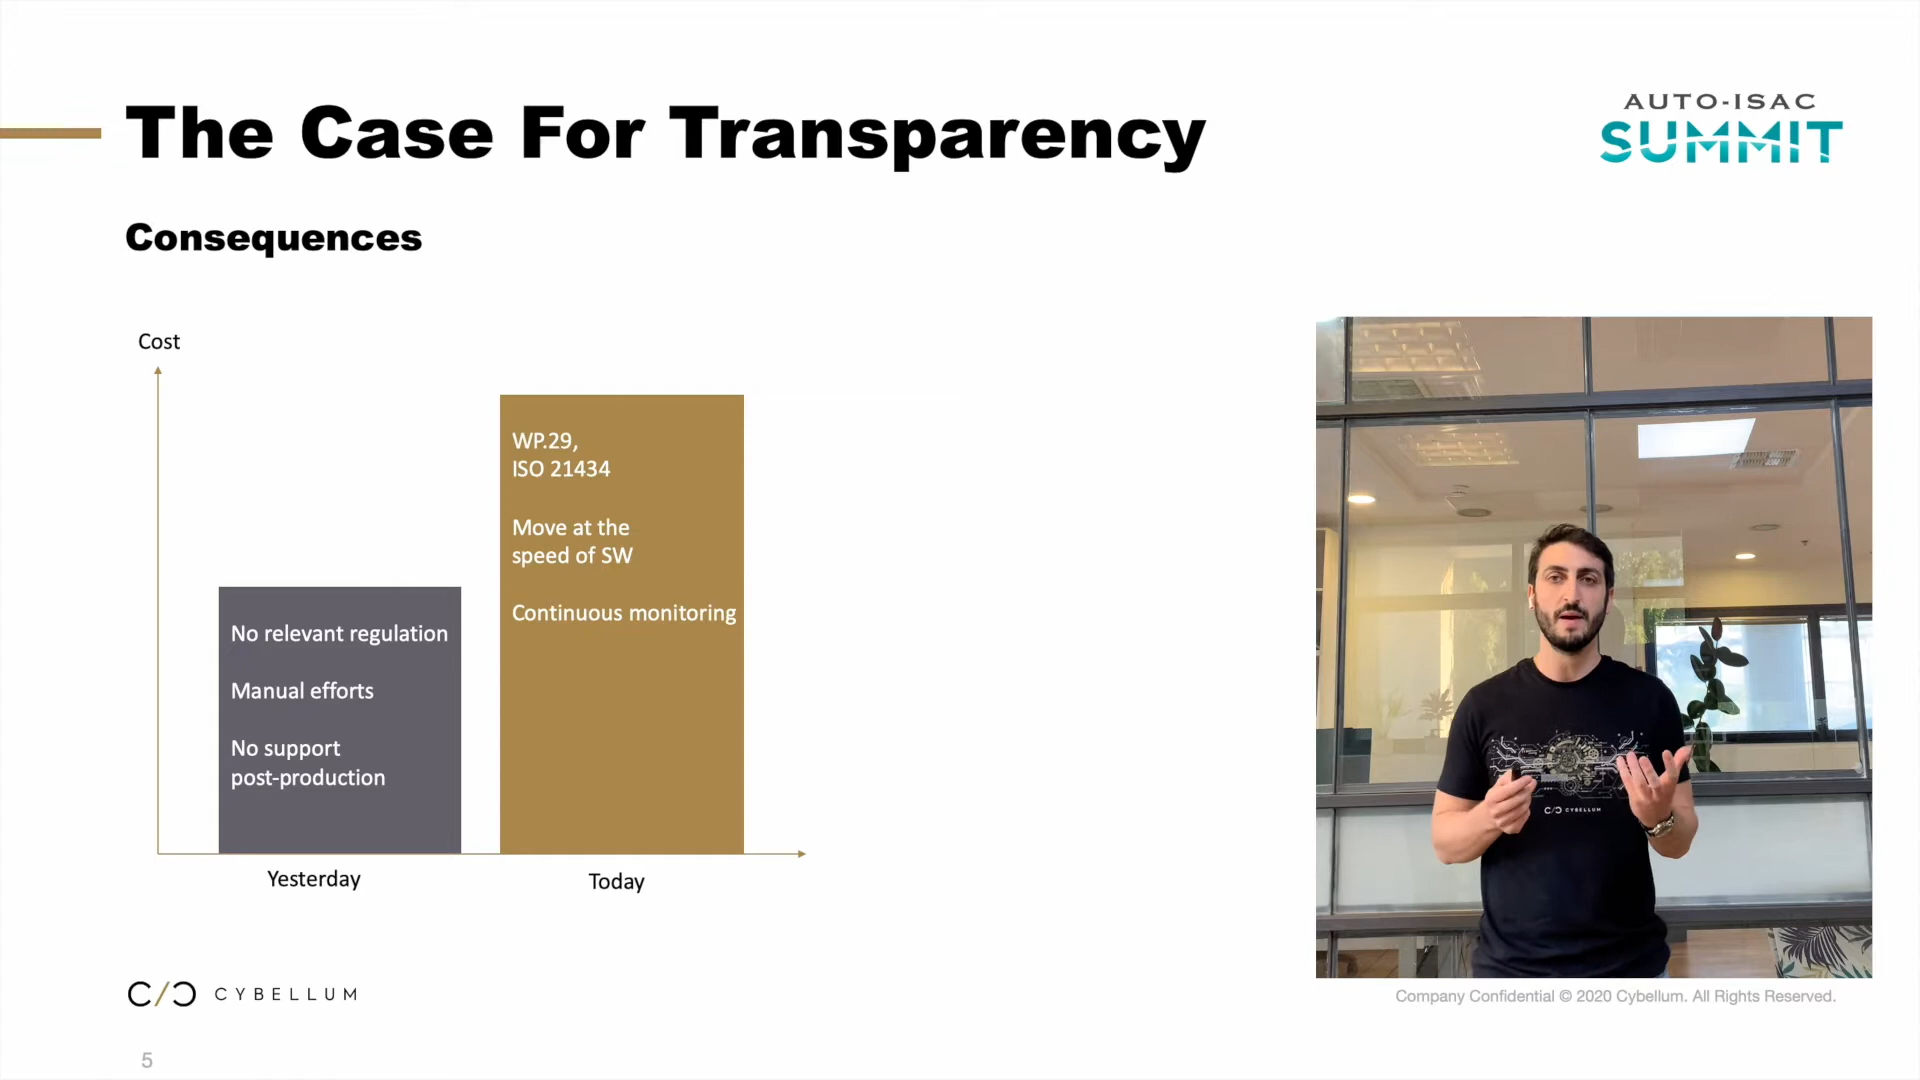 The Case For Transparency
AUTO-ISAC
SUMMIT
Consequences
Cost
WP.29,
ISO 21434
Move at the
speed of SW
Continuous monitoring
No relevant regulation
Manual efforts
No support
post-production
Yesterday
Today
C/C CYBELLUM
C/C CYBELLUM
Company Confidential © 2020 Cybellum. All Rights Reserved.
5